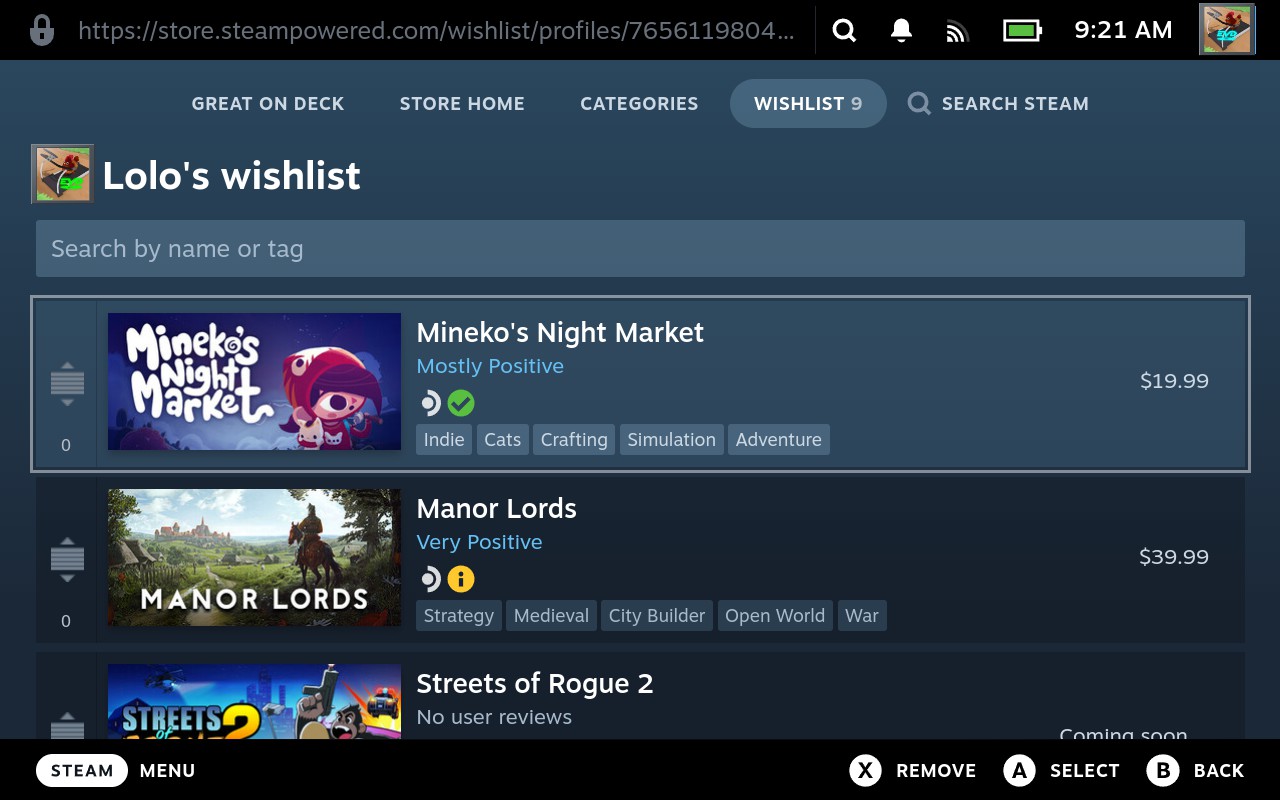 https://store.steampowered.com/wishlist/profiles/7656119804... 9:21 AM
GREAT ON DECK STORE HOME CATEGORIES WISHLIST 9 SEARCH STEAM
Lolo's wishlist
Search by name or tag
Mineko's Night Market
Mineko's Night Market
Mostly Positive
$19.99
0
Indie Cats Crafting Simulation Adventure
MANOR LORDS
Manor Lords
Very Positive
$39.99
0
Strategy Medieval City Builder Open World War
STREETS of ROGUE 2
Streets of Rogue 2
No user reviews
Coming soon
STEAM MENU X REMOVE A SELECT B BACK